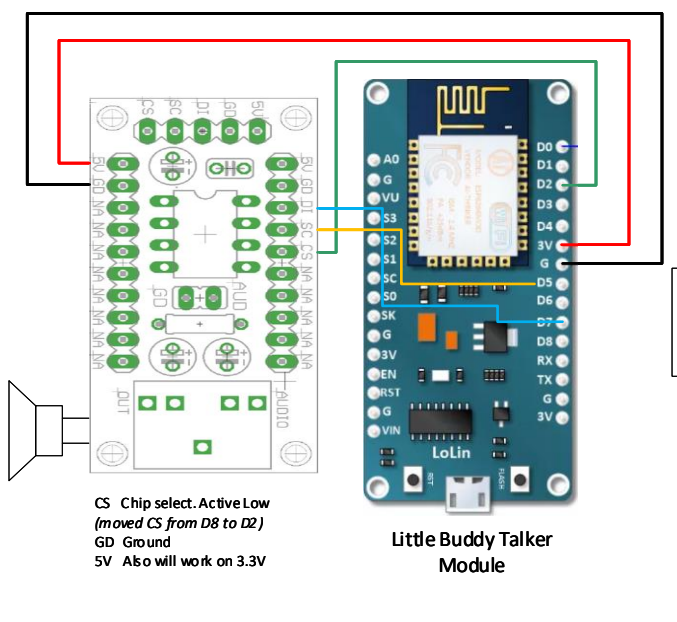 CS SC DI GD 5V
5V 5V
GD GD
NA DI
NA SC
NA CS
NA NA
NA NA
NA NA
NA NA
NA NA
GD AUD
OUT AUDIO
A0 D0
G D1
VU D2
S3 D3
S2 D4
S1 3V
SC G
S0 D5
SK D6
G D7
3V D8
EN RX
RST TX
G G
VIN 3V
LoLin
RST FLASH
CS Chip select. Active Low
(moved CS from D8 to D2)
GD Ground
5V Also will work on 3.3V
Little Buddy Talker
Module